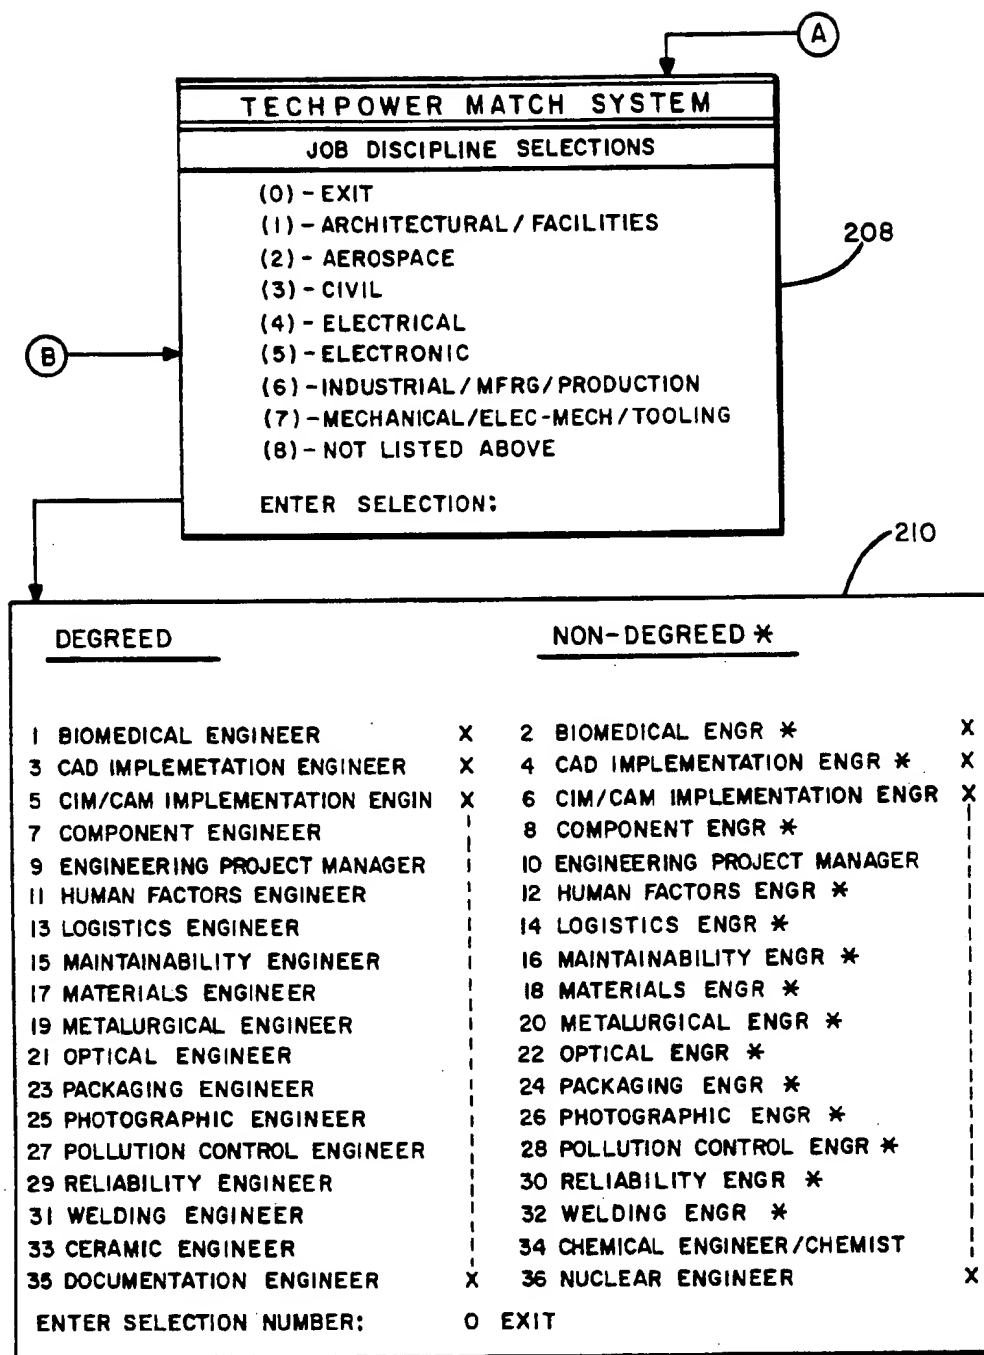 A
TECHPOWER MATCH SYSTEM
JOB DISCIPLINE SELECTIONS
(0) - EXIT
(1) - ARCHITECTURAL / FACILITIES
(2) - AEROSPACE
(3) - CIVIL
(4) - ELECTRICAL
(5) - ELECTRONIC
(6) - INDUSTRIAL / MFRG / PRODUCTION
(7) - MECHANICAL/ELEC-MECH / TOOLING
(8) - NOT LISTED ABOVE
ENTER SELECTION:
208
B
210
DEGREED NON-DEGREED *
1 BIOMEDICAL ENGINEER X 2 BIOMEDICAL ENGR * X
3 CAD IMPLEMETATION ENGINEER X 4 CAD IMPLEMENTATION ENGR * X
5 CIM/CAM IMPLEMENTATION ENGIN X 6 CIM/CAM IMPLEMENTATION ENGR X
7 COMPONENT ENGINEER 8 COMPONENT ENGR *
9 ENGINEERING PROJECT MANAGER 10 ENGINEERING PROJECT MANAGER
11 HUMAN FACTORS ENGINEER 12 HUMAN FACTORS ENGR *
13 LOGISTICS ENGINEER 14 LOGISTICS ENGR *
15 MAINTAINABILITY ENGINEER 16 MAINTAINABILITY ENGR *
17 MATERIALS ENGINEER 18 MATERIALS ENGR *
19 METALURGICAL ENGINEER 20 METALURGICAL ENGR *
21 OPTICAL ENGINEER 22 OPTICAL ENGR *
23 PACKAGING ENGINEER 24 PACKAGING ENGR *
25 PHOTOGRAPHIC ENGINEER 26 PHOTOGRAPHIC ENGR *
27 POLLUTION CONTROL ENGINEER 28 POLLUTION CONTROL ENGR *
29 RELIABILITY ENGINEER 30 RELIABILITY ENGR *
31 WELDING ENGINEER 32 WELDING ENGR *
33 CERAMIC ENGINEER 34 CHEMICAL ENGINEER/CHEMIST
35 DOCUMENTATION ENGINEER X 36 NUCLEAR ENGINEER X
ENTER SELECTION NUMBER: 0 EXIT